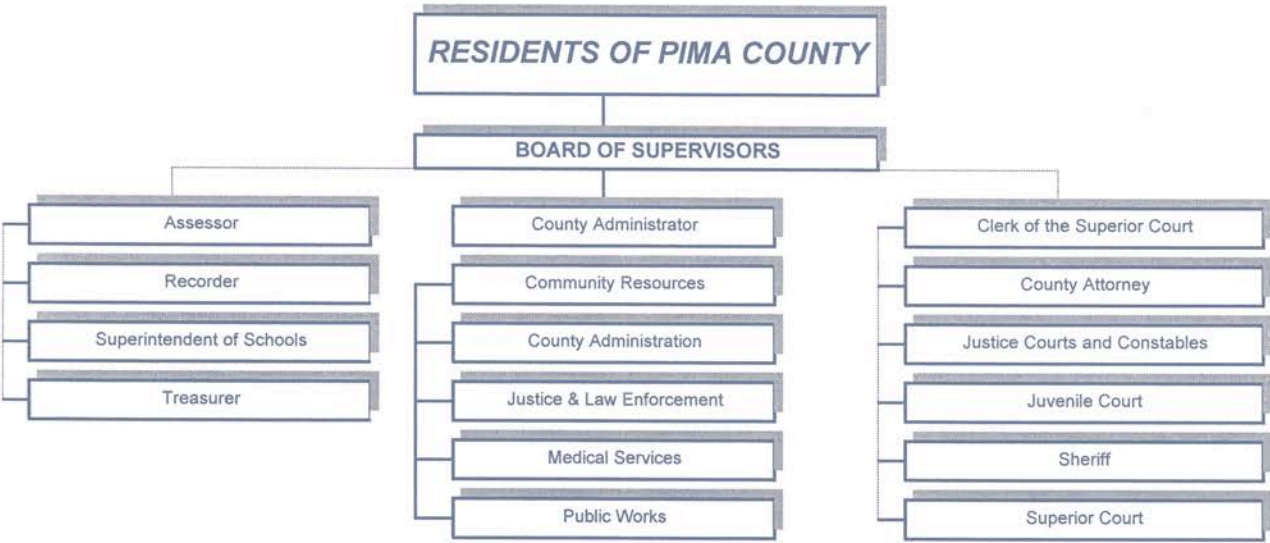 RESIDENTS OF PIMA COUNTY
BOARD OF SUPERVISORS
Assessor
Recorder
Superintendent of Schools
Treasurer
County Administrator
Community Resources
County Administration
Justice & Law Enforcement
Medical Services
Public Works
Clerk of the Superior Court
County Attorney
Justice Courts and Constables
Juvenile Court
Sheriff
Superior Court